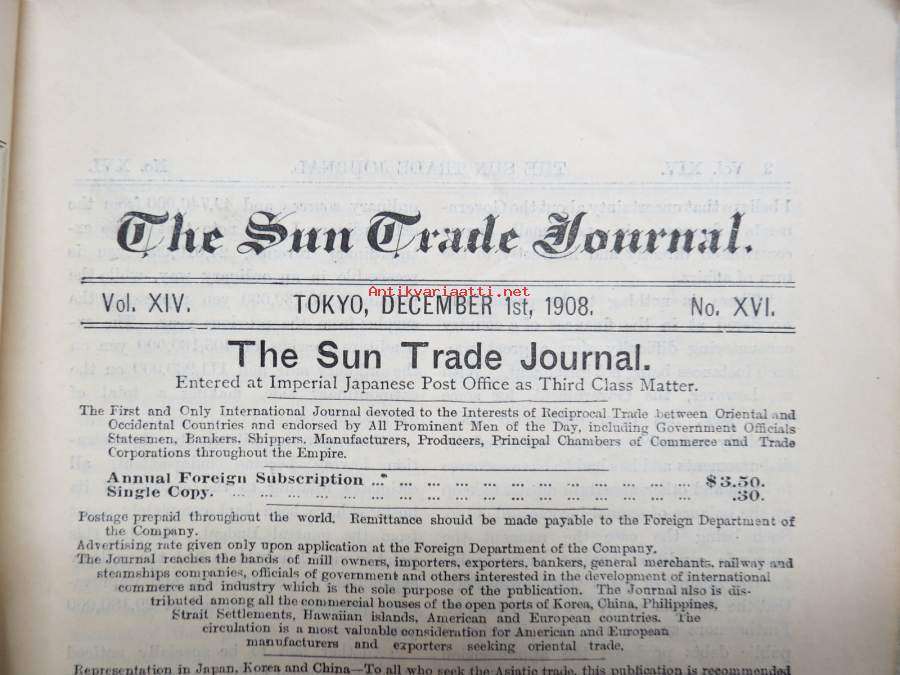 The Sun Trade Journal.
Antikvariaatti.net
Vol. XIV. TOKYO, DECEMBER 1st, 1908. No. XVI.
The Sun Trade Journal.
Entered at Imperial Japanese Post Office as Third Class Matter.
The First and Only International Journal devoted to the Interests of Reciprocal Trade between Oriental and
Occidental Countries and endorsed by All Prominent Men of the Day, including Government Officials
Statesmen, Bankers, Shippers, Manufacturers, Producers, Principal Chambers of Commerce and Trade
Corporations throughout the Empire.
Annual Foreign Subscription ... ... ... ... ... ... ... ... ... ... ... ... $3.50.
Single Copy. ... ... ... ... ... ... ... ... ... ... ... ... ... ... ... ... ... .30.
Postage prepaid throughout the world. Remittance should be made payable to the Foreign Department of
the Company.
Advertising rate given only upon application at the Foreign Department of the Company.
The Journal reaches the hands of mill owners, importers, exporters, bankers, general merchants, railway and
steamships companies, officials of government and others interested in the development of international
commerce and industry which is the sole purpose of the publication. The Journal also is dis-
tributed among all the commercial houses of the open ports of Korea, China, Philippines,
Strait Settlements, Hawaiian islands, American and European countries. The
circulation is a most valuable consideration for American and European
manufacturers and exporters seeking oriental trade.
Representation in Japan, Korea and China—To all who seek the Asiatic trade, this publication is recommended